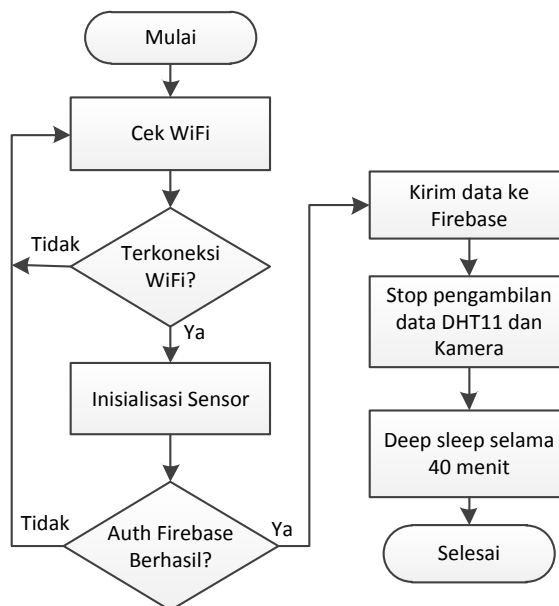 Mulai
Cek WiFi
Tidak
Terkoneksi
WiFi?
Ya
Inisialisasi Sensor
Tidak
Auth Firebase
Berhasil?
Ya
Kirim data ke
Firebase
Stop pengambilan
data DHT11 dan
Kamera
Deep sleep selama
40 menit
Selesai